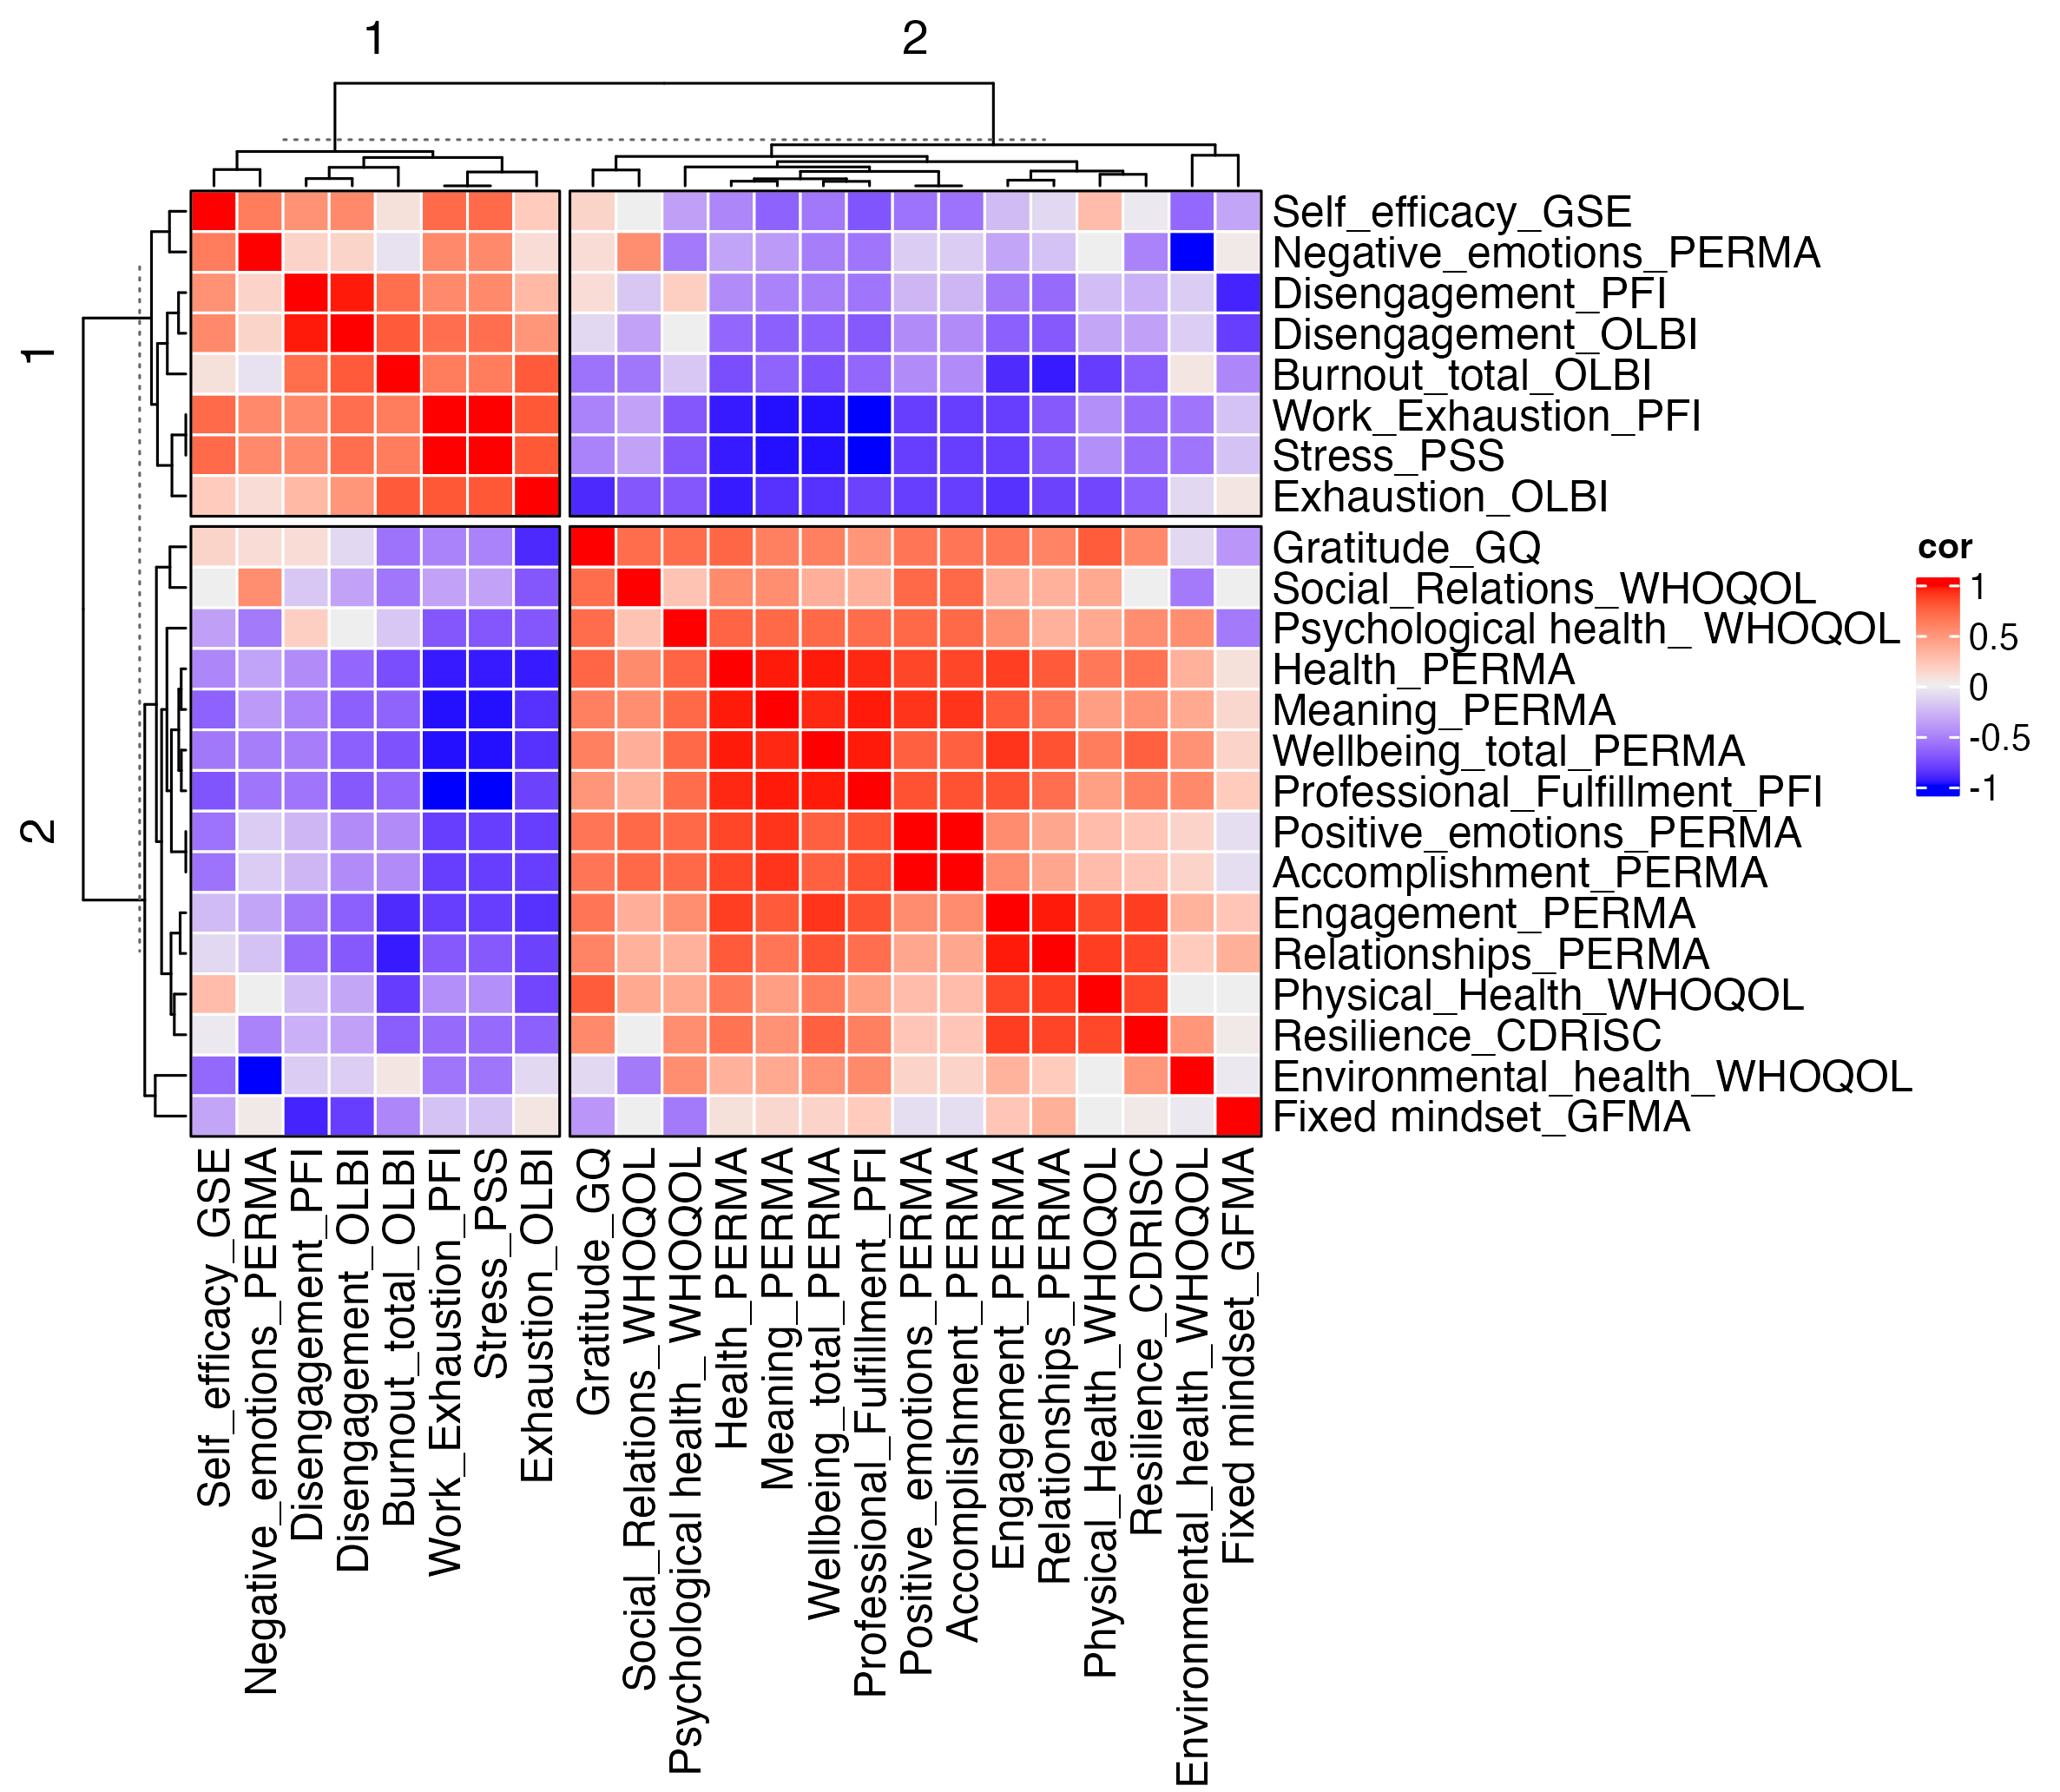 1
2
1
2
Self_efficacy_GSE
Negative_emotions_PERMA
Disengagement_PFI
Disengagement_OLBI
Burnout_total_OLBI
Work_Exhaustion_PFI
Stress_PSS
Exhaustion_OLBI
Gratitude_GQ
Social_Relations_WHOQOL
Psychological health_ WHOQOL
Health_PERMA
Meaning_PERMA
Wellbeing_total_PERMA
Professional_Fulfillment_PFI
Positive_emotions_PERMA
Accomplishment_PERMA
Engagement_PERMA
Relationships_PERMA
Physical_Health_WHOQOL
Resilience_CDRISC
Environmental_health_WHOQOL
Fixed mindset_GFMA
cor
1
0.5
0
-0.5
-1
Self_efficacy_GSE
Negative_emotions_PERMA
Disengagement_PFI
Disengagement_OLBI
Burnout_total_OLBI
Work_Exhaustion_PFI
Stress_PSS
Exhaustion_OLBI
Gratitude_GQ
Social_Relations_WHOQOL
Psychological health_ WHOQOL
Health_PERMA
Meaning_PERMA
Wellbeing_total_PERMA
Professional_Fulfillment_PFI
Positive_emotions_PERMA
Accomplishment_PERMA
Engagement_PERMA
Relationships_PERMA
Physical_Health_WHOQOL
Resilience_CDRISC
Environmental_health_WHOQOL
Fixed mindset_GFMA